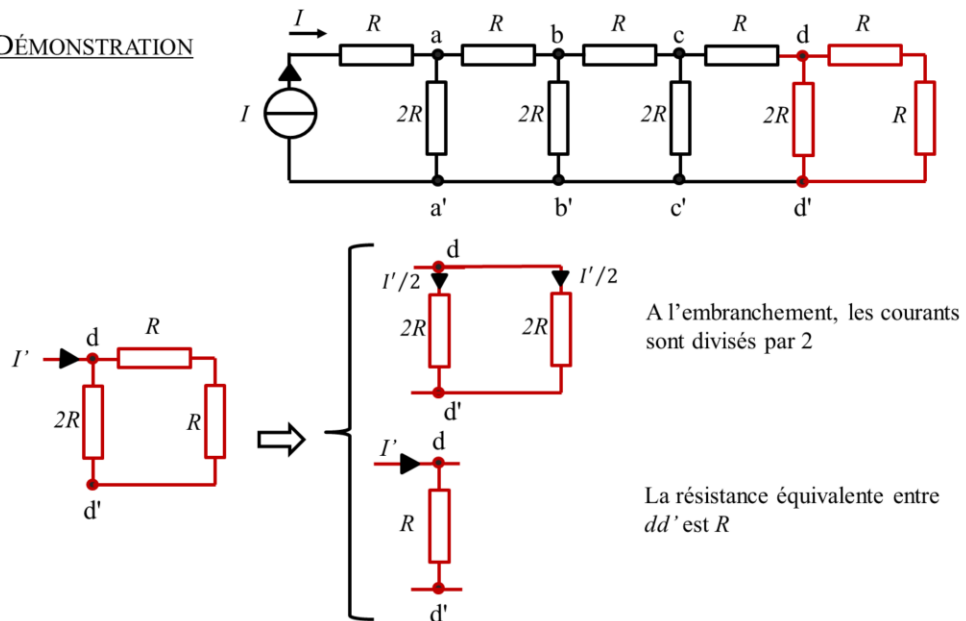 DÉMONSTRATION
I R a R b R c R d R
I 2R 2R 2R 2R R
a' b' c' d'
d
I'/2 I'/2
2R 2R
A l’embranchement, les courants
sont divisés par 2
d'
R
I’ d
2R R
d'
d
I’
R
La résistance équivalente entre
dd’ est R
d'